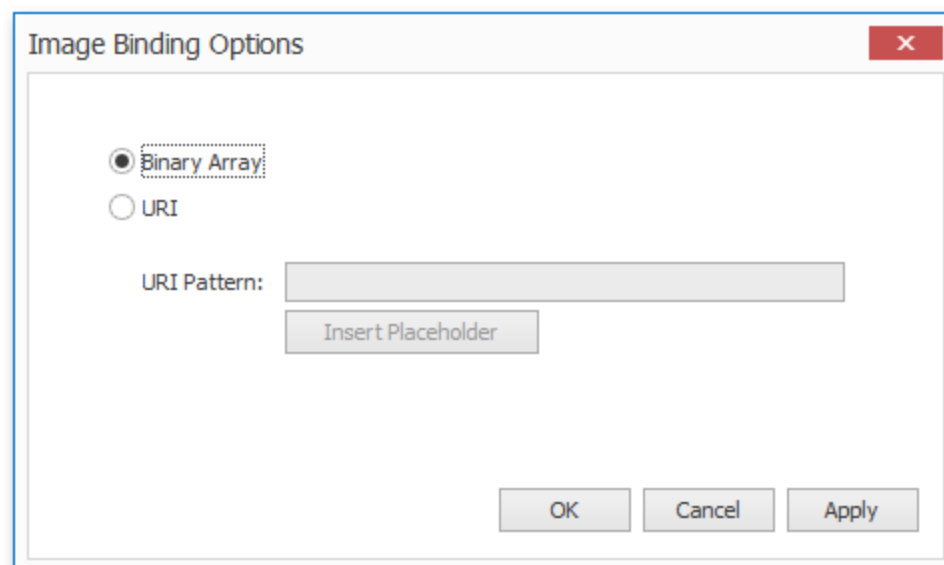 Image Binding Options
Binary Array
URI
URI Pattern:
Insert Placeholder
OK Cancel Apply